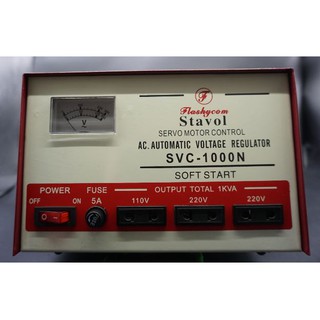 F
Flashycom
Stavol
SERVO MOTOR CONTROL
AC. AUTOMATIC VOLTAGE REGULATOR
SVC-1000N
SOFT START
POWER FUSE OUTPUT TOTAL 1KVA
OFF ON 5A 110V 220V 220V
V